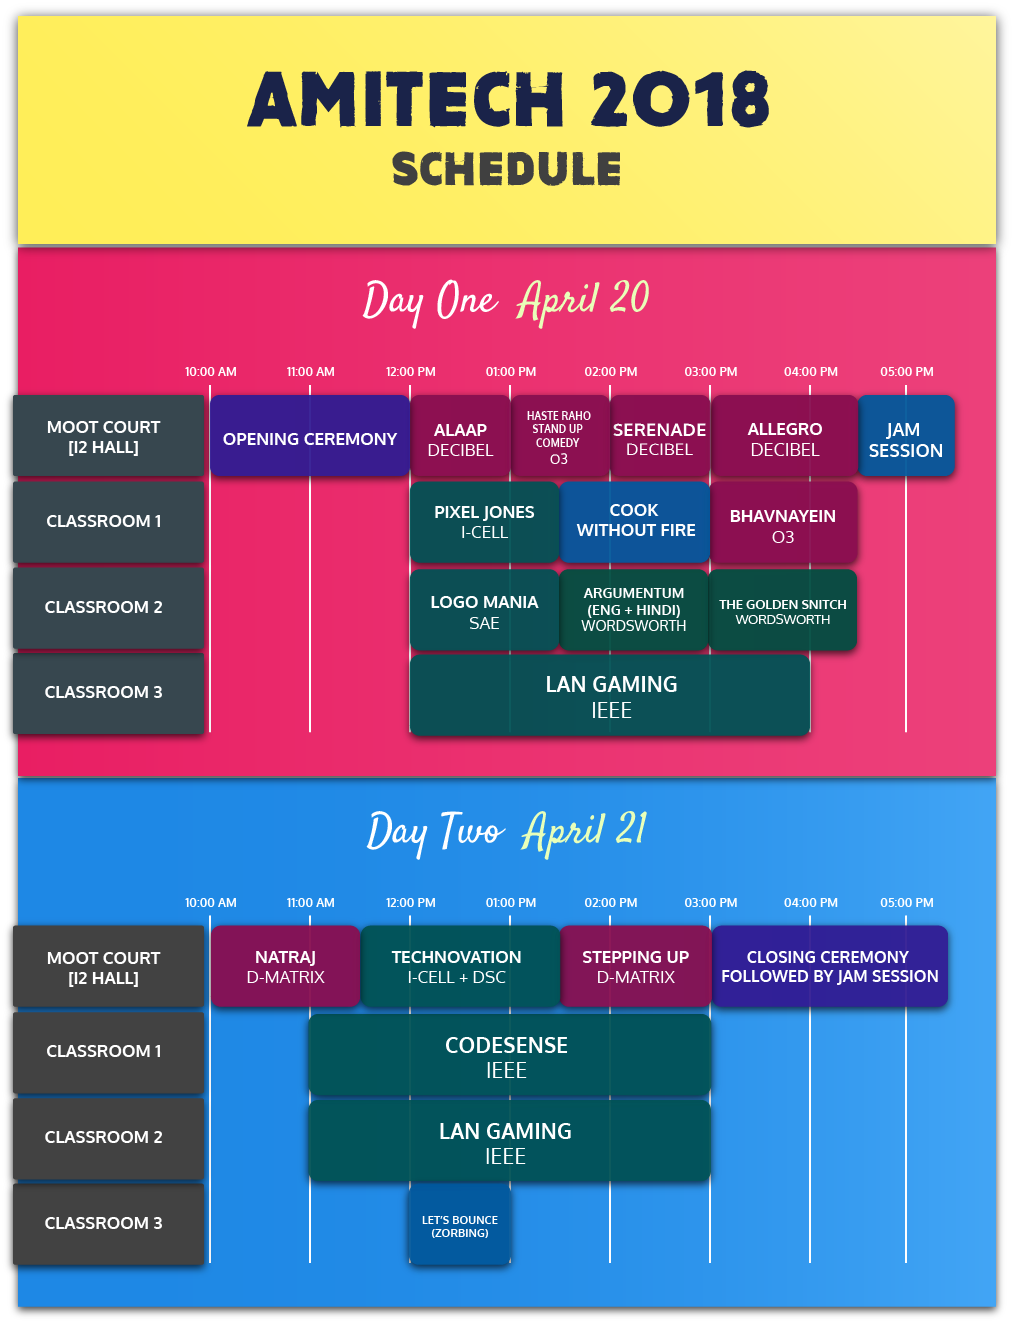 AMITECH 2018
SCHEDULE
Day One April 20
10:00 AM 11:00 AM 12:00 PM 01:00 PM 02:00 PM 03:00 PM 04:00 PM 05:00 PM
MOOT COURT
[I2 HALL]
OPENING CEREMONY
ALAAP
DECIBEL
HASTE RAHO
STAND UP
COMEDY
O3
SERENADE
DECIBEL
ALLEGRO
DECIBEL
JAM
SESSION
CLASSROOM 1
PIXEL JONES
I-CELL
COOK
WITHOUT FIRE
BHAVNAYEIN
O3
CLASSROOM 2
LOGO MANIA
SAE
ARGUMENTUM
(ENG + HINDI)
WORDSWORTH
THE GOLDEN SNITCH
WORDSWORTH
CLASSROOM 3
LAN GAMING
IEEE
Day Two April 21
10:00 AM 11:00 AM 12:00 PM 01:00 PM 02:00 PM 03:00 PM 04:00 PM 05:00 PM
MOOT COURT
[I2 HALL]
NATRAJ
D-MATRIX
TECHNOVATION
I-CELL + DSC
STEPPING UP
D-MATRIX
CLOSING CEREMONY
FOLLOWED BY JAM SESSION
CLASSROOM 1
CODESENSE
IEEE
CLASSROOM 2
LAN GAMING
IEEE
CLASSROOM 3
LET'S BOUNCE
(ZORBING)